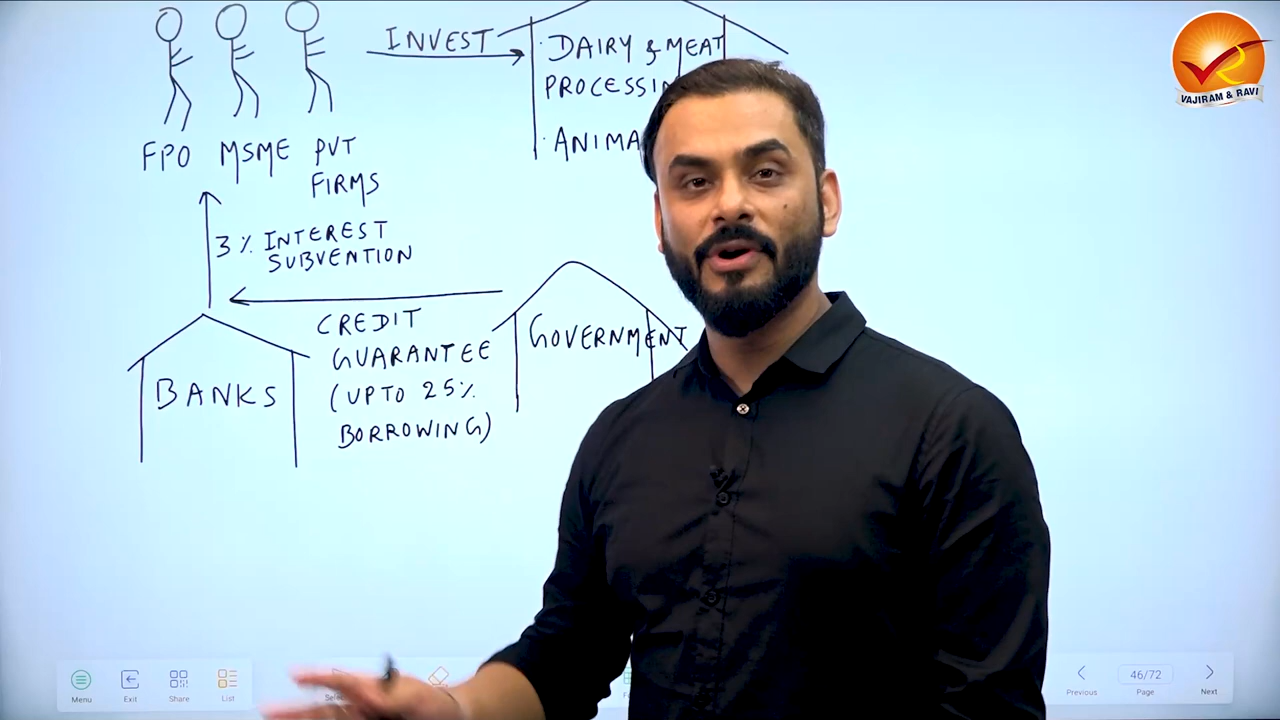 INVEST
· DAIRY & MEAT
PROCESSIN
· ANIMA
FPO MSME PVT
FIRMS
3% INTEREST
SUBVENTION
CREDIT
GUARANTEE
(UPTO 25%
BORROWING)
GOVERNMENT
BANKS
VAJIRAM & RAVI
Menu
Exit
Share
List
46/72
Previous
Page
Next